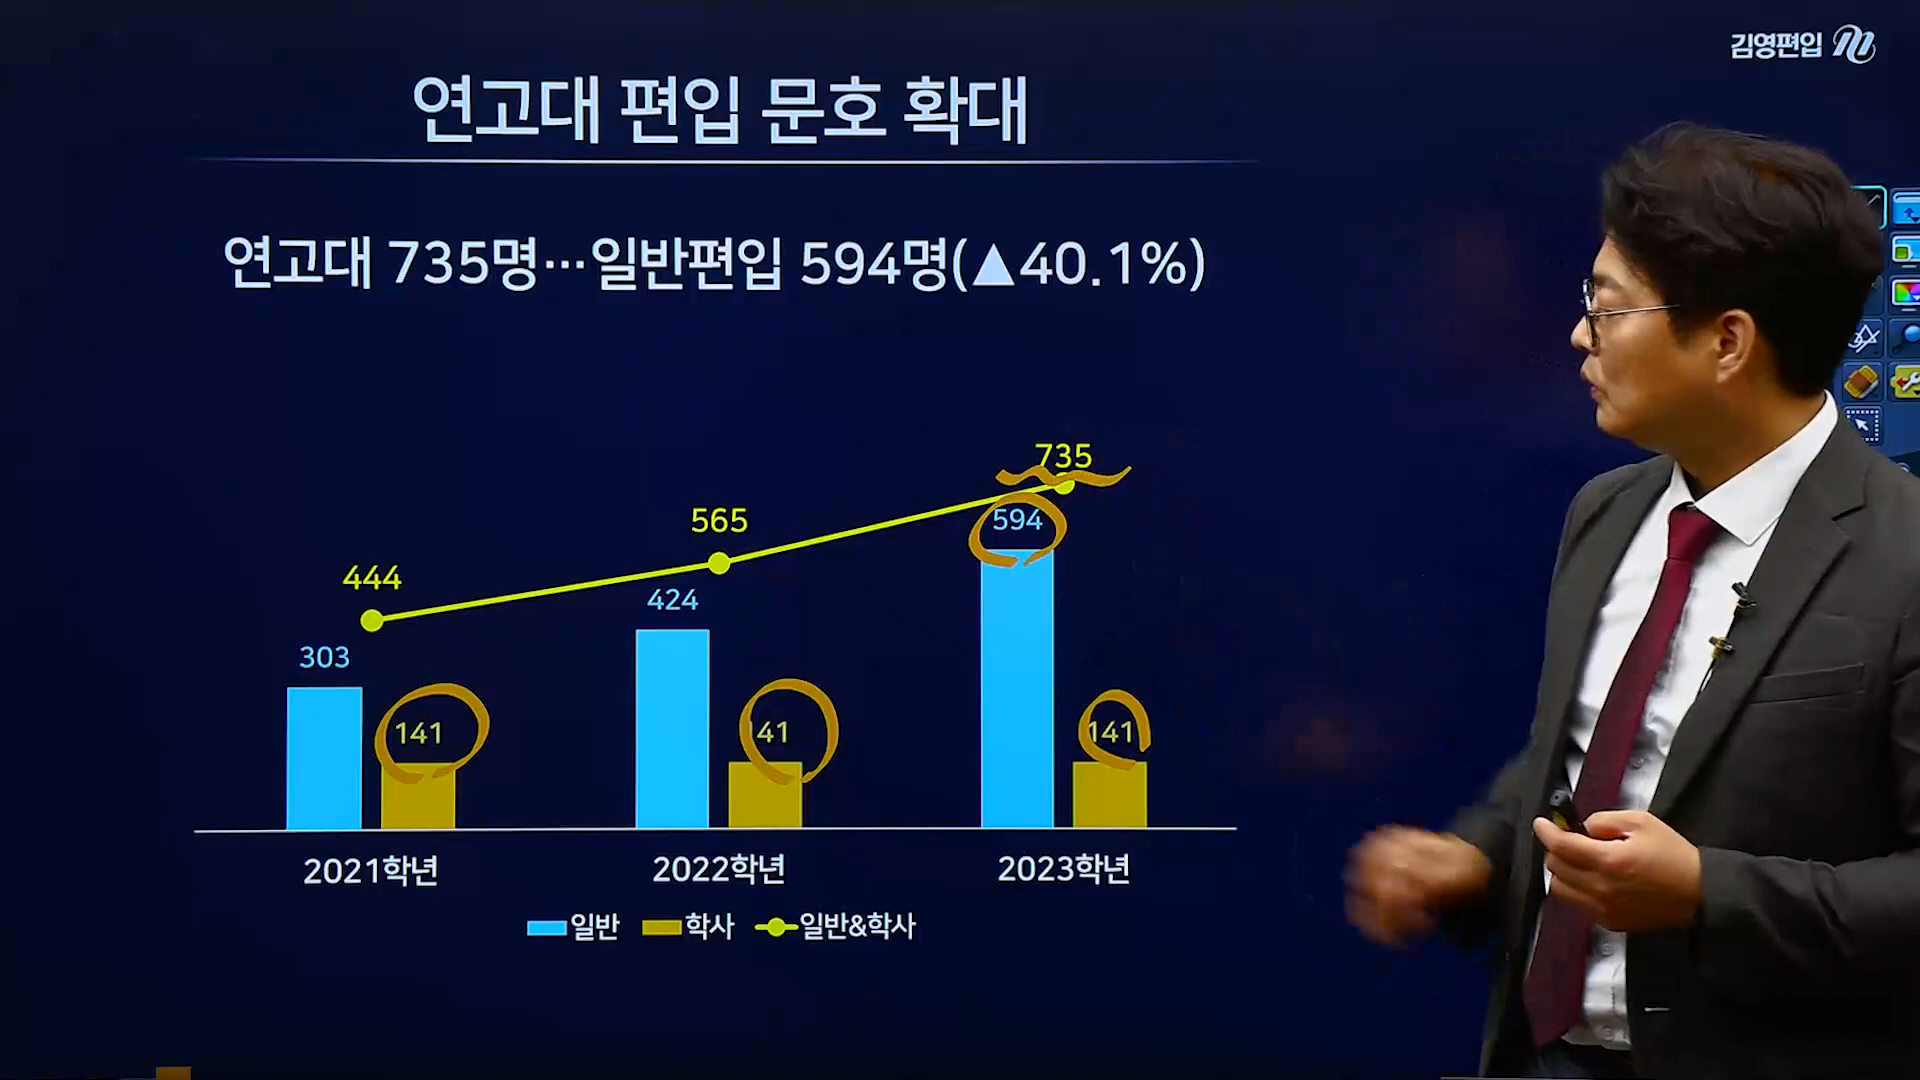 김영편입
연고대 편입 문호 확대
연고대 735명…일반편입 594명(▲40.1%)
735
594
565
424
444
303
141
141
141
2021학년
2022학년
2023학년
일반 학사 일반&학사